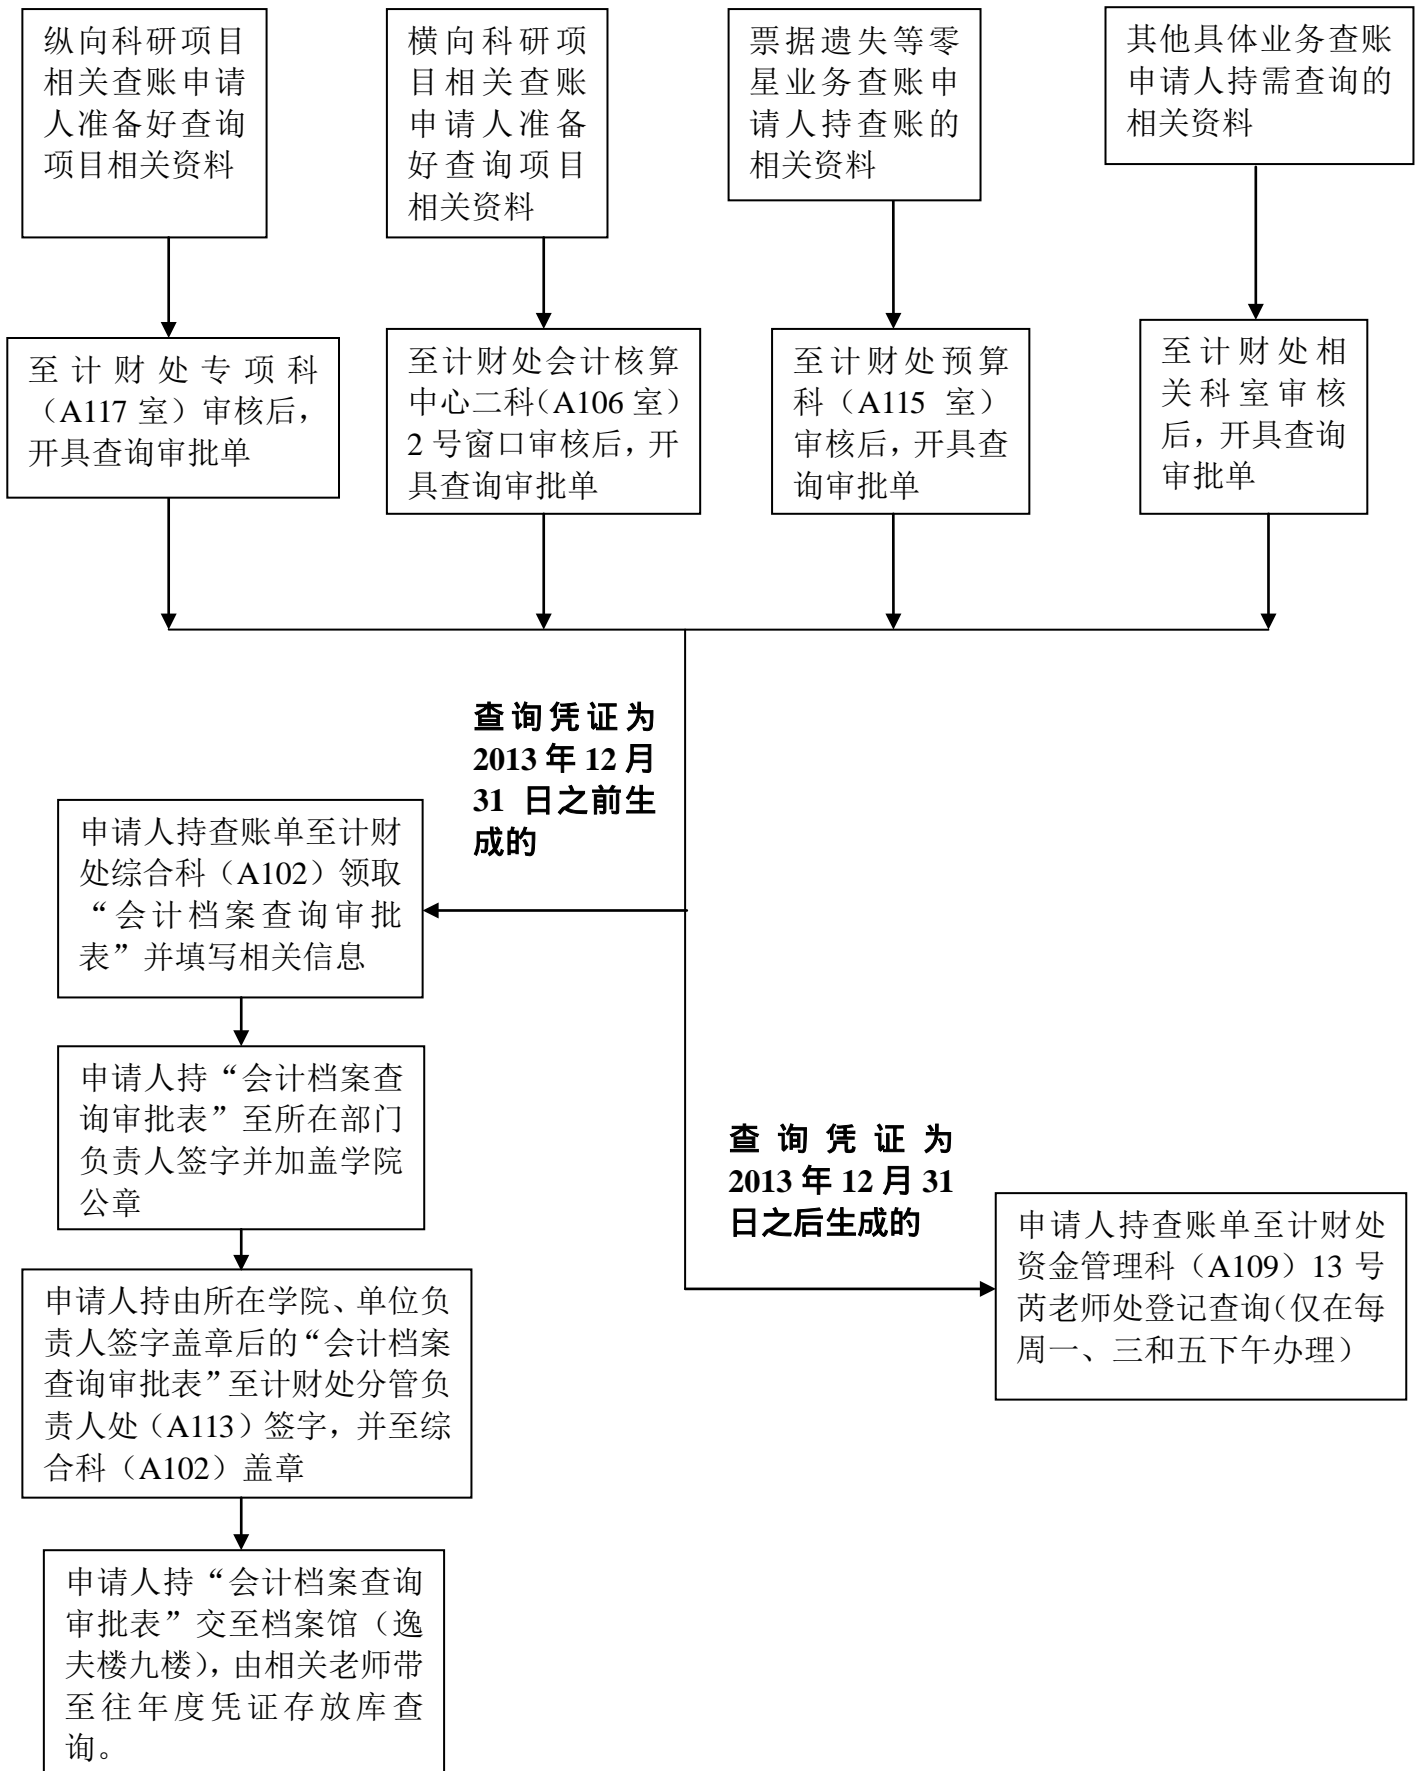 纵向科研项目
相关查账申请
人准备好查询
项目相关资料
横向科研项
目相关查账
申请人准备
好查询项目
相关资料
票据遗失等零
星业务查账申
请人持查账的
相关资料
其他具体业务查账
申请人持需查询的
相关资料
至计财处专项科
（A117 室）审核后，
开具查询审批单
至计财处会计核算
中心二科（A106 室）
2 号窗口审核后，开
具查询审批单
至计财处预算
科（A115 室）
审核后，开具查
询审批单
至计财处相
关科室审核
后，开具查询
审批单
查询凭证为
2013 年 12 月
31 日之前生
成的
申请人持查账单至计财
处综合科（A102）领取
“会计档案查询审批
表”并填写相关信息
申请人持“会计档案查
询审批表”至所在部门
负责人签字并加盖学院
公章
查询凭证为
2013 年 12 月 31
日之后生成的
申请人持查账单至计财处
资金管理科（A109）13 号
芮老师处登记查询（仅在每
周一、三和五下午办理）
申请人持由所在学院、单位负
责人签字盖章后的“会计档案
查询审批表”至计财处分管负
责人处（A113）签字，并至综
合科（A102）盖章
申请人持“会计档案查询
审批表”交至档案馆（逸
夫楼九楼），由相关老师带
至往年度凭证存放库查
询。